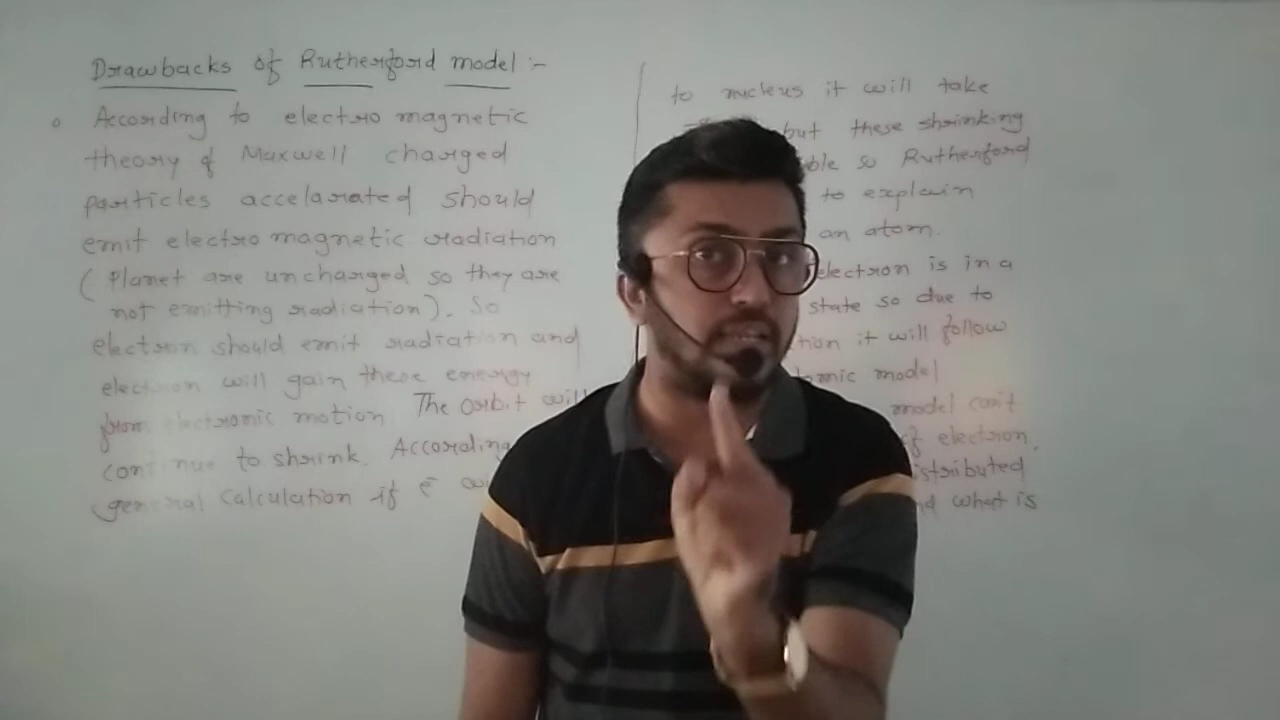 Drawbacks of Rutherford model :-
According to electro magnetic
theory of Maxwell charged
particles accelarated should
emit electro magnetic radiation
( Planet are uncharged so they are
not emitting radiation). So
electron should emit radiation and
electron will gain these energy
from electronic motion. The orbit will
continue to shrink. According
general calculation if e
to nucleus it will take
but these shrinking
so Rutherford
to explain
an atom.
electron is in a
state so due to
it will follow
model
model can't
of electron.
what is